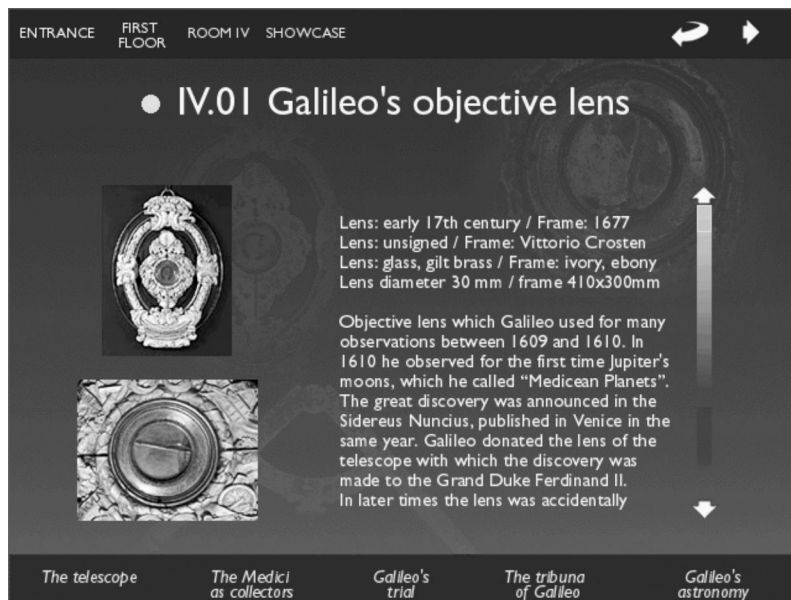 ENTRANCE FIRST FLOOR ROOM IV SHOWCASE
IV.01 Galileo's objective lens
Lens: early 17th century / Frame: 1677
Lens: unsigned / Frame: Vittorio Crosten
Lens: glass, gilt brass / Frame: ivory, ebony
Lens diameter 30 mm / frame 410x300mm
Objective lens which Galileo used for many
observations between 1609 and 1610. In
1610 he observed for the first time Jupiter's
moons, which he called “Medicean Planets”.
The great discovery was announced in the
Sidereus Nuncius, published in Venice in the
same year. Galileo donated the lens of the
telescope with which the discovery was
made to the Grand Duke Ferdinand II.
In later times the lens was accidentally
The telescope
The Medici
as collectors
Galileo's
trial
The tribuna
of Galileo
Galileo's
astronomy